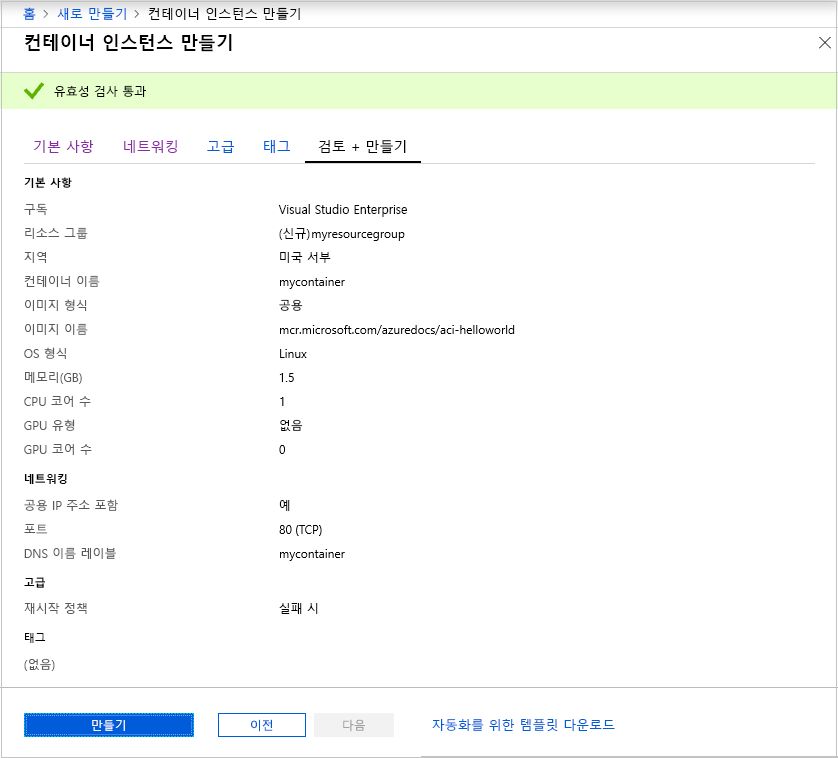 홈 > 새로 만들기 > 컨테이너 인스턴스 만들기
컨테이너 인스턴스 만들기
유효성 검사 통과
기본 사항 네트워킹 고급 태그 검토 + 만들기
기본 사항
구독 Visual Studio Enterprise
리소스 그룹 (신규)myresourcegroup
지역 미국 서부
컨테이너 이름 mycontainer
이미지 형식 공용
이미지 이름 mcr.microsoft.com/azuredocs/aci-helloworld
OS 형식 Linux
메모리(GB) 1.5
CPU 코어 수 1
GPU 유형 없음
GPU 코어 수 0
네트워킹
공용 IP 주소 포함 예
포트 80 (TCP)
DNS 이름 레이블 mycontainer
고급
재시작 정책 실패 시
태그
(없음)
만들기 이전 다음 자동화를 위한 템플릿 다운로드